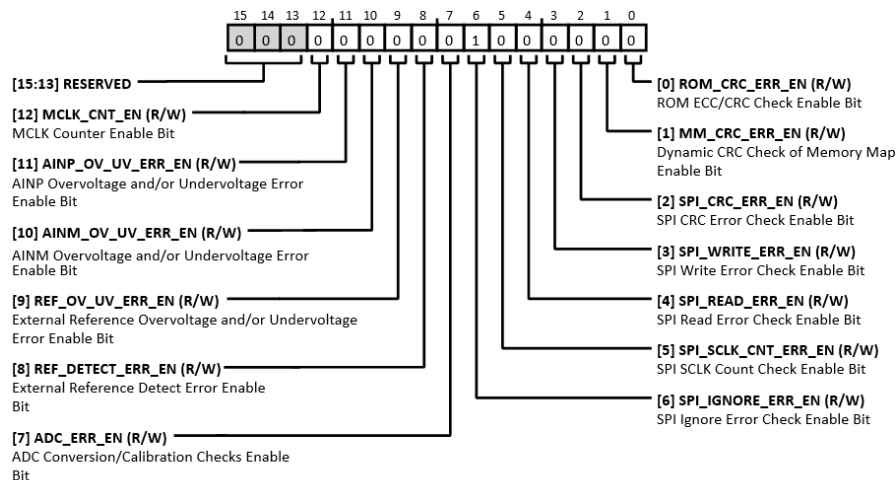 15 14 13 12 11 10 9 8 7 6 5 4 3 2 1 0
0 0 0 0 0 0 0 0 0 1 0 0 0 0 0 0
[15:13] RESERVED
[12] MCLK_CNT_EN (R/W)
MCLK Counter Enable Bit
[11] AINP_OV_UV_ERR_EN (R/W)
AINP Overvoltage and/or Undervoltage Error
Enable Bit
[10] AINM_OV_UV_ERR_EN (R/W)
AINM Overvoltage and/or Undervoltage Error
Enable Bit
[9] REF_OV_UV_ERR_EN (R/W)
External Reference Overvoltage and/or Undervoltage
Error Enable Bit
[8] REF_DETECT_ERR_EN (R/W)
External Reference Detect Error Enable
Bit
[7] ADC_ERR_EN (R/W)
ADC Conversion/Calibration Checks Enable
Bit
[0] ROM_CRC_ERR_EN (R/W)
ROM ECC/CRC Check Enable Bit
[1] MM_CRC_ERR_EN (R/W)
Dynamic CRC Check of Memory Map
Enable Bit
[2] SPI_CRC_ERR_EN (R/W)
SPI CRC Error Check Enable Bit
[3] SPI_WRITE_ERR_EN (R/W)
SPI Write Error Check Enable Bit
[4] SPI_READ_ERR_EN (R/W)
SPI Read Error Check Enable Bit
[5] SPI_SCLK_CNT_ERR_EN (R/W)
SPI SCLK Count Check Enable Bit
[6] SPI_IGNORE_ERR_EN (R/W)
SPI Ignore Error Check Enable Bit